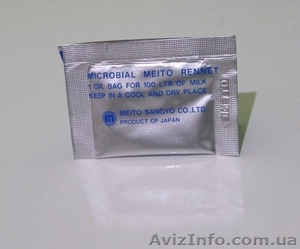 MICROBIAL MEITO RENNET
1 GR. BAG FOR 100 LTR OF MILK
KEEP IN A COOL AND DRY PLACE
MEITO SANGYO CO., LTD.
PRODUCT OF JAPAN
m
© АвизИнфо AvizInfo.com.ua